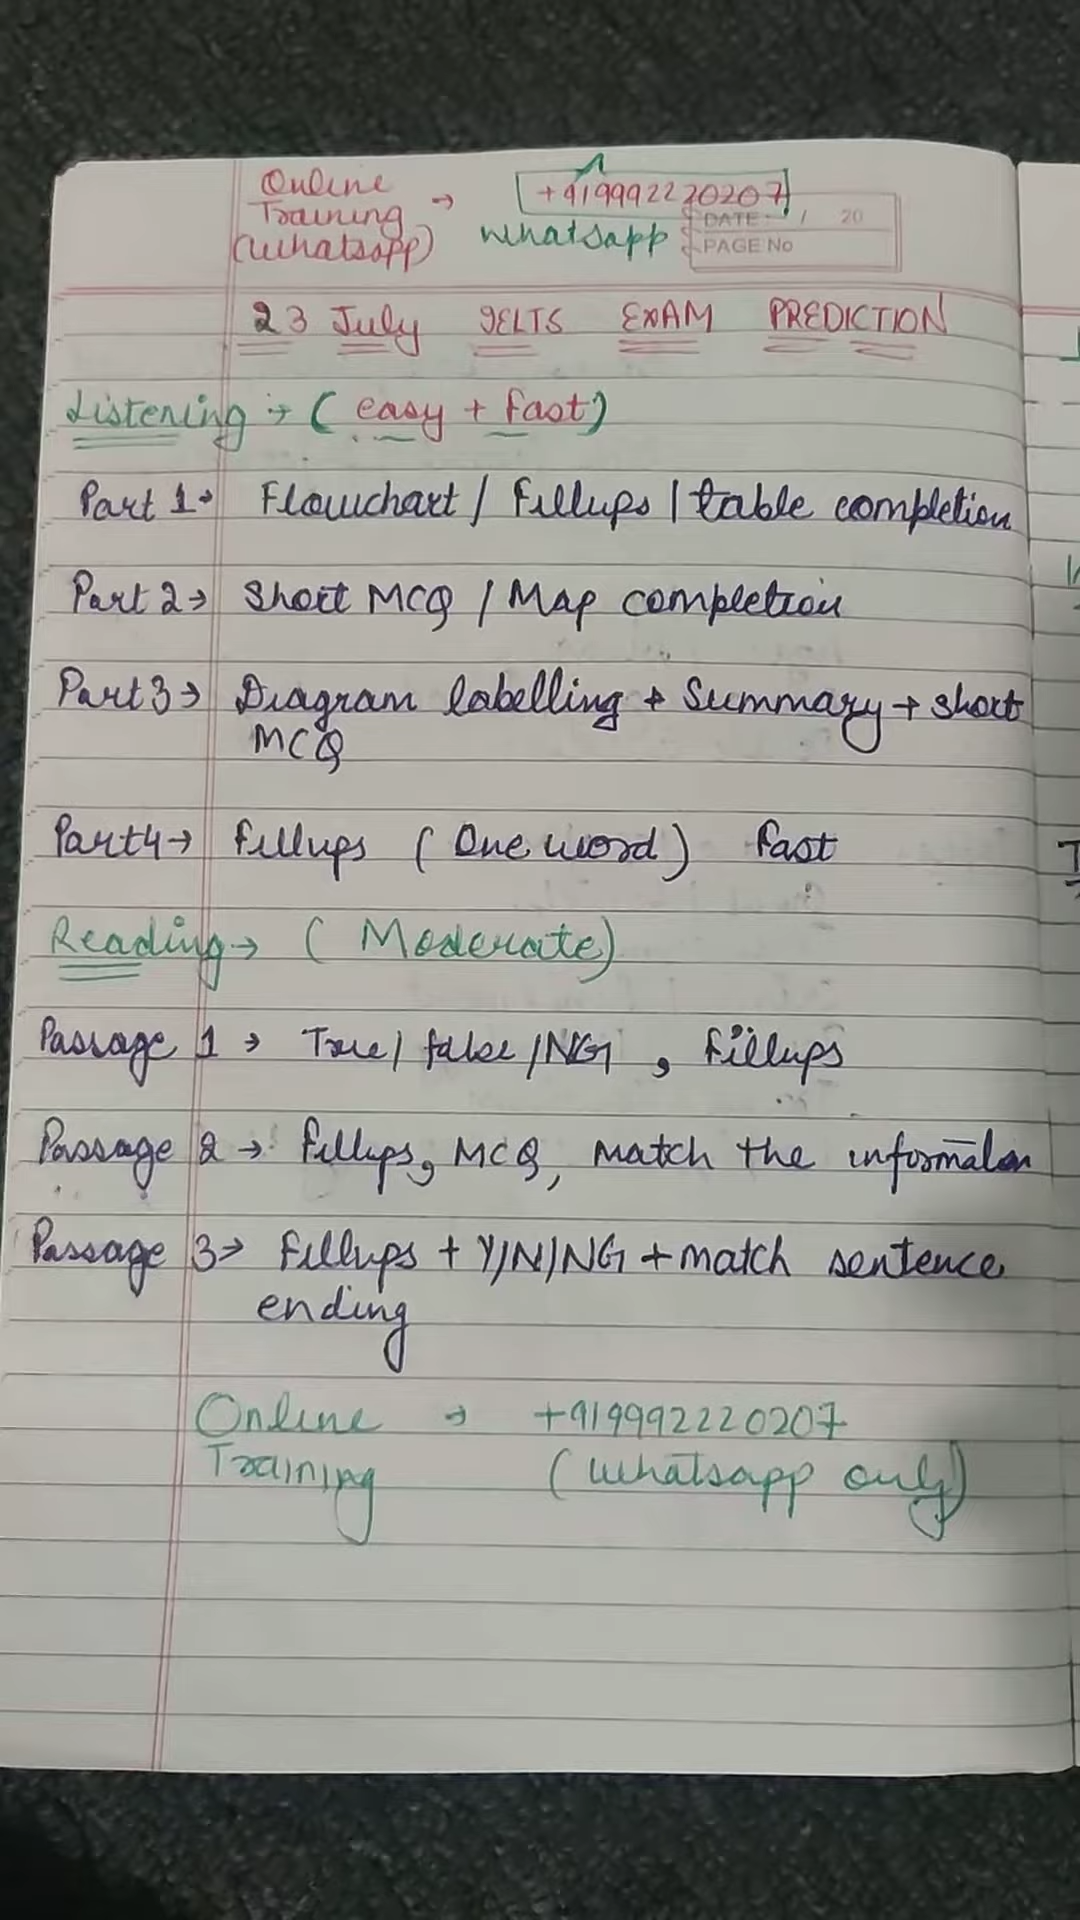 Online
Training → +919992220207
(whatsapp) whatsapp
DATE / 20
PAGE No
23 July IELTS EXAM PREDICTION
Listening → (easy + fast)
Part 1→ Flowchart / Fillups / table completion
Part 2→ Short MCQ / Map completion
Part 3→ Diagram labelling + Summary + short
MCQ
Part 4→ fillups (One word) fast
Reading→ (Moderate)
Passage 1 → True / false / NG , fillups
Passage 2 → fillups, MCQ, match the information
Passage 3→ fillups + Y/N/NG + match sentence
ending
Online → +919992220207
Training (whatsapp only)